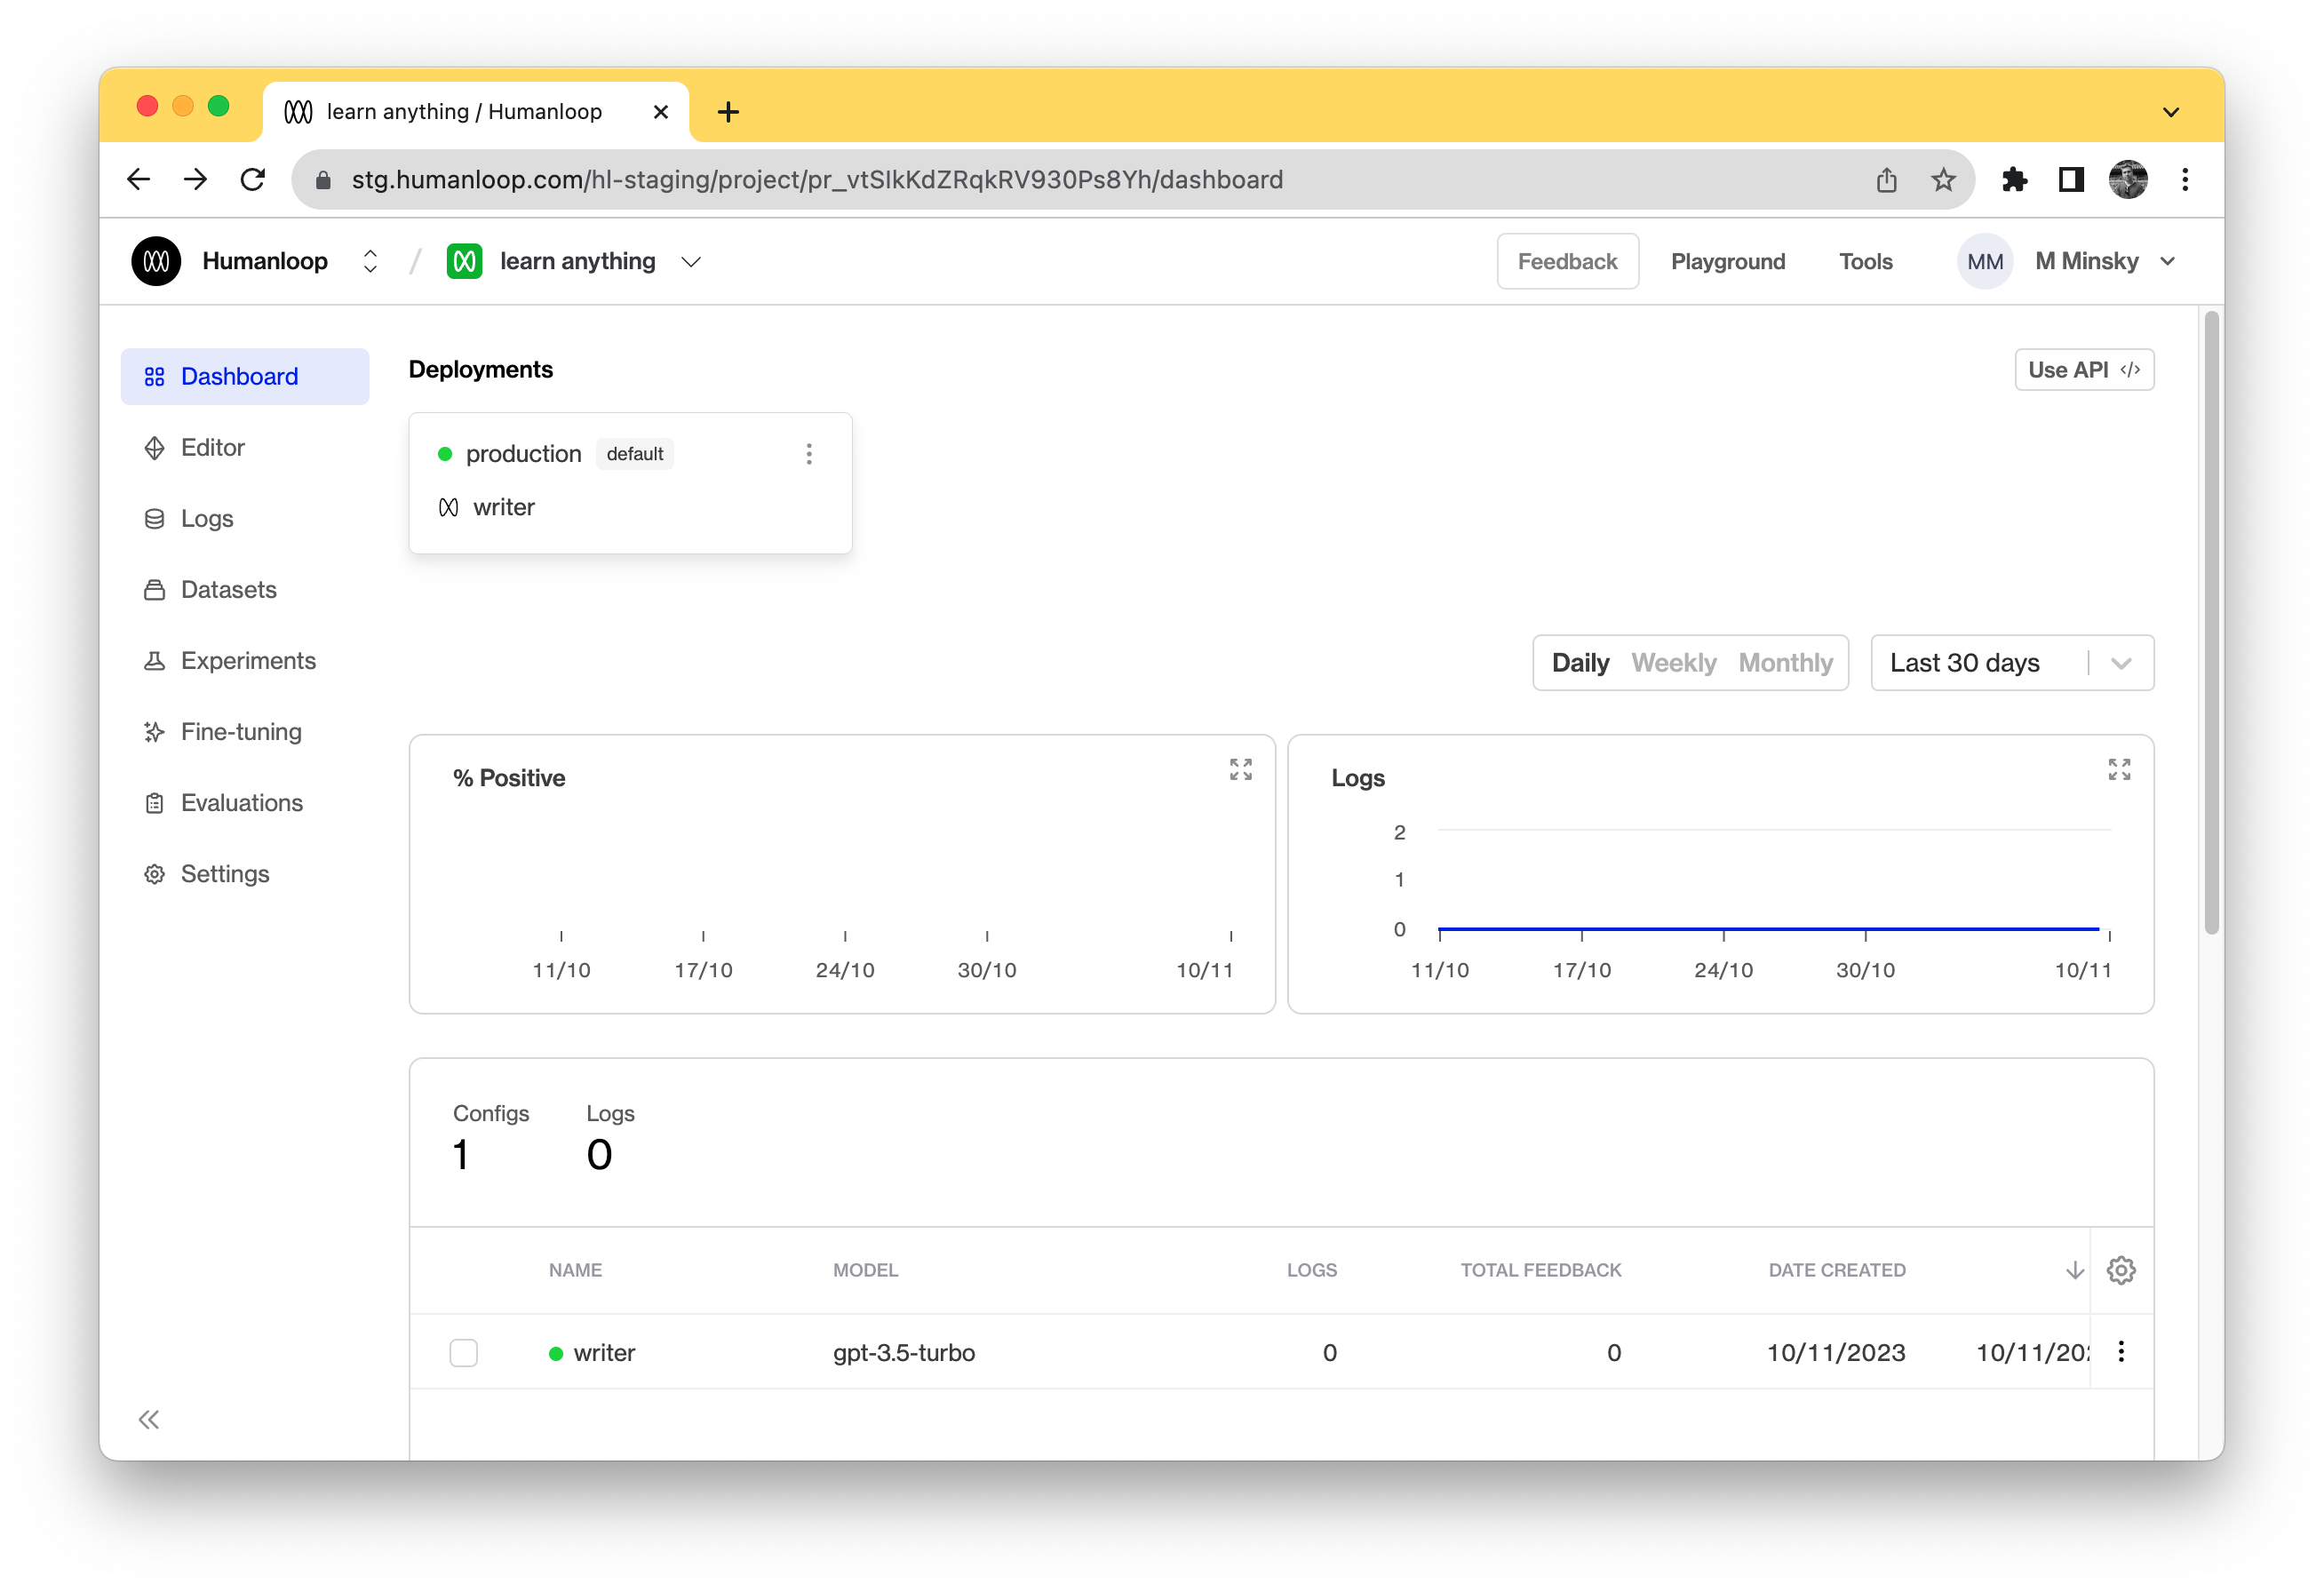 learn anything / Humanloop
stg.humanloop.com/hl-staging/project/pr_vtSIkKdZRqkRV930Ps8Yh/dashboard
Humanloop / learn anything Feedback Playground Tools MM M Minsky
Dashboard
Editor
Logs
Datasets
Experiments
Fine-tuning
Evaluations
Settings
Deployments Use API </>
production default
writer
Daily Weekly Monthly Last 30 days
% Positive
11/10 17/10 24/10 30/10 10/11
Logs
2
1
0
11/10 17/10 24/10 30/10 10/11
Configs Logs
1 0
NAME MODEL LOGS TOTAL FEEDBACK DATE CREATED
writer gpt-3.5-turbo 0 0 10/11/2023 10/11/202